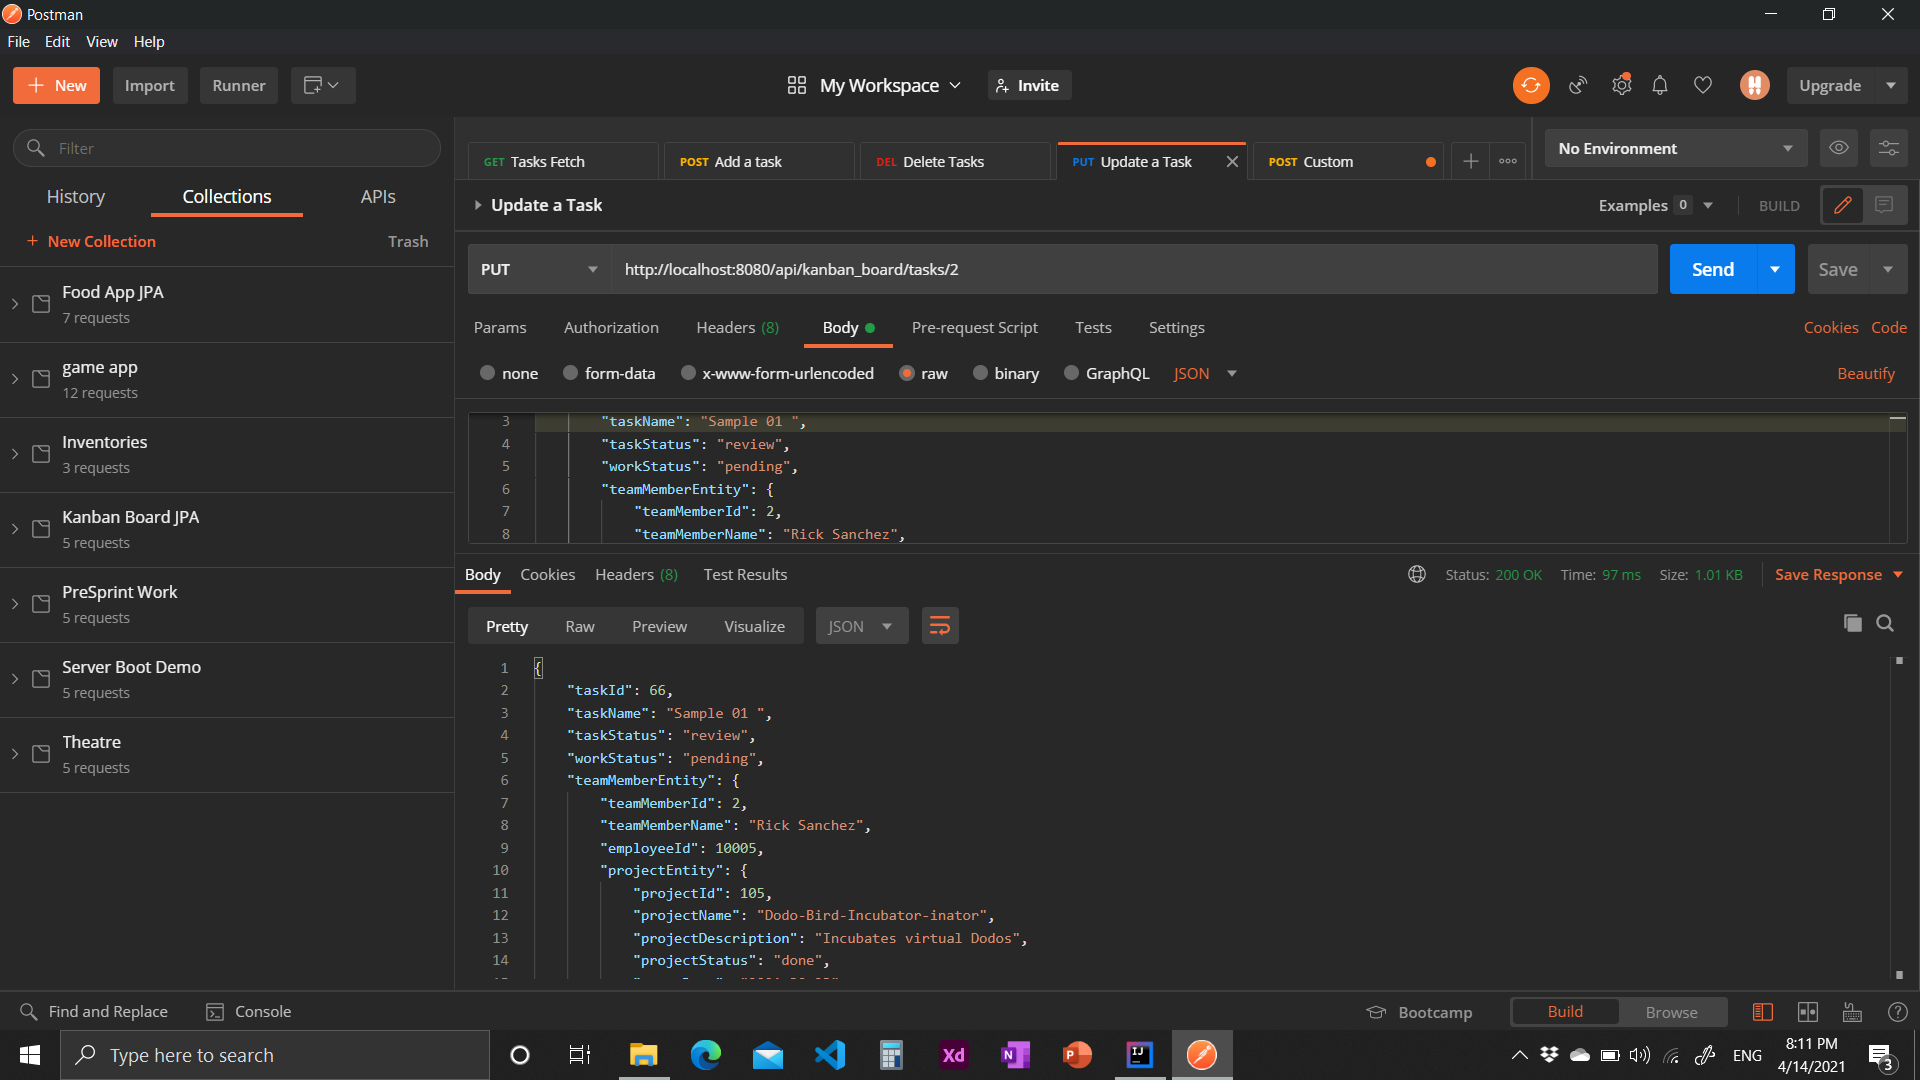 Postman
File Edit View Help
+ New Import Runner My Workspace Invite Upgrade
Filter
History Collections APIs
+ New Collection Trash
Food App JPA
7 requests
game app
12 requests
Inventories
3 requests
Kanban Board JPA
5 requests
PreSprint Work
5 requests
Server Boot Demo
5 requests
Theatre
5 requests
GET Tasks Fetch POST Add a task DEL Delete Tasks PUT Update a Task POST Custom No Environment
Update a Task Examples 0 BUILD
PUT http://localhost:8080/api/kanban_board/tasks/2 Send Save
Params Authorization Headers (8) Body Pre-request Script Tests Settings Cookies Code
none form-data x-www-form-urlencoded raw binary GraphQL JSON Beautify
3 "taskName": "Sample 01 ",
4 "taskStatus": "review",
5 "workStatus": "pending",
6 "teamMemberEntity": {
7 "teamMemberId": 2,
8 "teamMemberName": "Rick Sanchez",
Body Cookies Headers (8) Test Results Status: 200 OK Time: 97 ms Size: 1.01 KB Save Response
Pretty Raw Preview Visualize JSON
1 {
2 "taskId": 66,
3 "taskName": "Sample 01 ",
4 "taskStatus": "review",
5 "workStatus": "pending",
6 "teamMemberEntity": {
7 "teamMemberId": 2,
8 "teamMemberName": "Rick Sanchez",
9 "employeeId": 10005,
10 "projectEntity": {
11 "projectId": 105,
12 "projectName": "Dodo-Bird-Incubator-inator",
13 "projectDescription": "Incubates virtual Dodos",
14 "projectStatus": "done",
Find and Replace Console Bootcamp Build Browse
Type here to search Xd N P IJ ENG 8:11 PM
4/14/2021 3